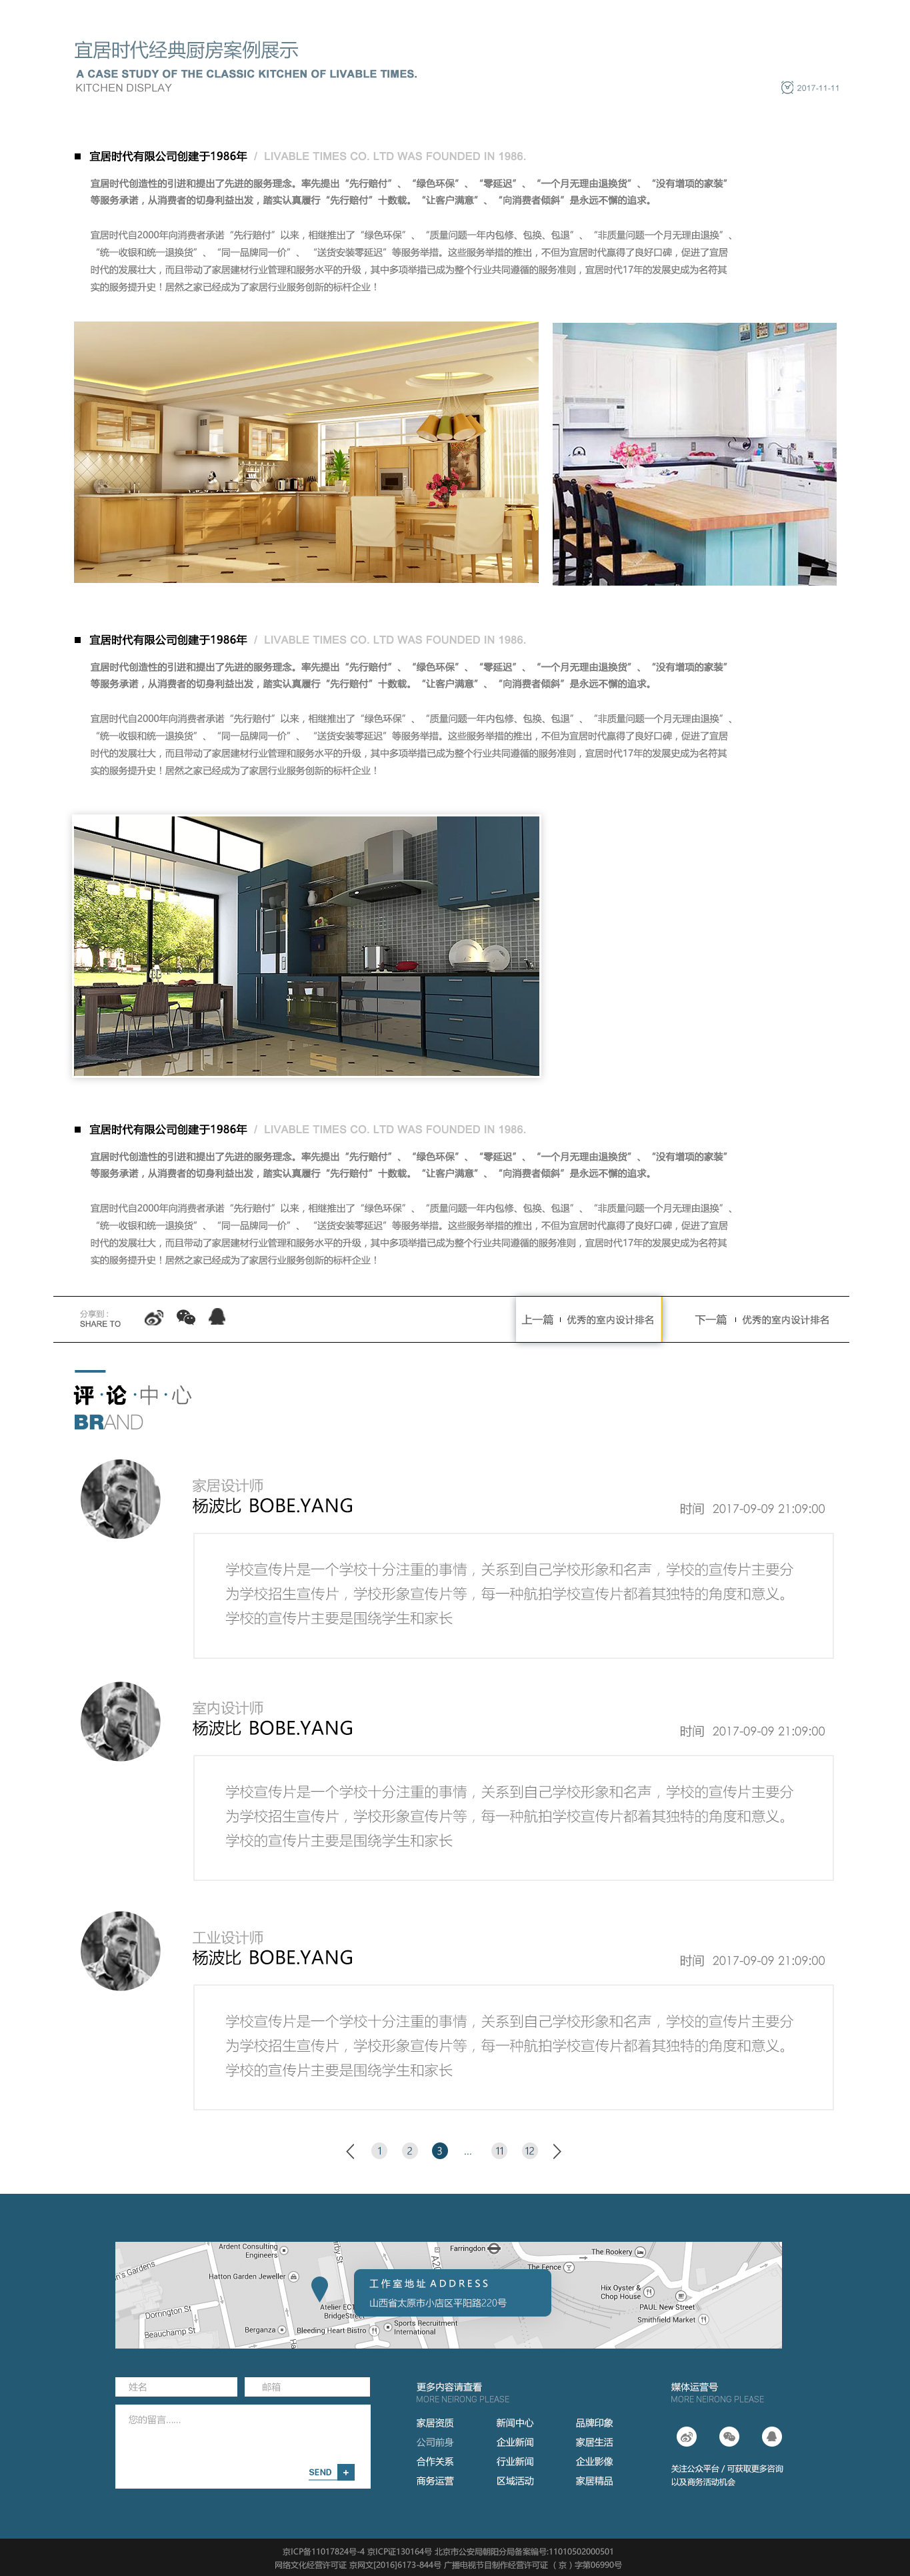 宜居时代经典厨房案例展示
A CASE STUDY OF THE CLASSIC KITCHEN OF LIVABLE TIMES.
KITCHEN DISPLAY
2017-11-11
宜居时代有限公司创建于1986年 / LIVABLE TIMES CO. LTD WAS FOUNDED IN 1986.
宜居时代创造性的引进和提出了先进的服务理念。率先提出“先行赔付”、“绿色环保”、“零延迟”、“一个月无理由退换货”、“没有增项的家装”
等服务承诺,从消费者的切身利益出发,踏实认真履行“先行赔付”十数载。“让客户满意”、“向消费者倾斜”是永远不懈的追求。
宜居时代自2000年向消费者承诺“先行赔付”以来,相继推出了“绿色环保”、“质量问题一年内包修、包换、包退”、“非质量问题一个月无理由退换”、
“统一收银和统一退换货”、“同一品牌同一价”、“送货安装零延迟”等服务举措。这些服务举措的推出,不但为宜居时代赢得了良好口碑,促进了宜居
时代的发展壮大,而且带动了家居建材行业管理和服务水平的升级,其中多项举措已成为整个行业共同遵循的服务准则,宜居时代17年的发展史成为名符其
实的服务提升史!居然之家已经成为了家居行业服务创新的标杆企业!
宜居时代有限公司创建于1986年 / LIVABLE TIMES CO. LTD WAS FOUNDED IN 1986.
宜居时代创造性的引进和提出了先进的服务理念。率先提出“先行赔付”、“绿色环保”、“零延迟”、“一个月无理由退换货”、“没有增项的家装”
等服务承诺,从消费者的切身利益出发,踏实认真履行“先行赔付”十数载。“让客户满意”、“向消费者倾斜”是永远不懈的追求。
宜居时代自2000年向消费者承诺“先行赔付”以来,相继推出了“绿色环保”、“质量问题一年内包修、包换、包退”、“非质量问题一个月无理由退换”、
“统一收银和统一退换货”、“同一品牌同一价”、“送货安装零延迟”等服务举措。这些服务举措的推出,不但为宜居时代赢得了良好口碑,促进了宜居
时代的发展壮大,而且带动了家居建材行业管理和服务水平的升级,其中多项举措已成为整个行业共同遵循的服务准则,宜居时代17年的发展史成为名符其
实的服务提升史!居然之家已经成为了家居行业服务创新的标杆企业!
宜居时代有限公司创建于1986年 / LIVABLE TIMES CO. LTD WAS FOUNDED IN 1986.
宜居时代创造性的引进和提出了先进的服务理念。率先提出“先行赔付”、“绿色环保”、“零延迟”、“一个月无理由退换货”、“没有增项的家装”
等服务承诺,从消费者的切身利益出发,踏实认真履行“先行赔付”十数载。“让客户满意”、“向消费者倾斜”是永远不懈的追求。
宜居时代自2000年向消费者承诺“先行赔付”以来,相继推出了“绿色环保”、“质量问题一年内包修、包换、包退”、“非质量问题一个月无理由退换”、
“统一收银和统一退换货”、“同一品牌同一价”、“送货安装零延迟”等服务举措。这些服务举措的推出,不但为宜居时代赢得了良好口碑,促进了宜居
时代的发展壮大,而且带动了家居建材行业管理和服务水平的升级,其中多项举措已成为整个行业共同遵循的服务准则,宜居时代17年的发展史成为名符其
实的服务提升史!居然之家已经成为了家居行业服务创新的标杆企业!
分享到:
SHARE TO
上一篇 优秀的室内设计排名
下一篇 优秀的室内设计排名
评·论·中·心
BRAND
家居设计师
杨波比 BOBE.YANG
时间 2017-09-09 21:09:00
学校宣传片是一个学校十分注重的事情,关系到自己学校形象和名声,学校的宣传片主要分
为学校招生宣传片,学校形象宣传片等,每一种航拍学校宣传片都着其独特的角度和意义。
学校的宣传片主要是围绕学生和家长
室内设计师
杨波比 BOBE.YANG
时间 2017-09-09 21:09:00
学校宣传片是一个学校十分注重的事情,关系到自己学校形象和名声,学校的宣传片主要分
为学校招生宣传片,学校形象宣传片等,每一种航拍学校宣传片都着其独特的角度和意义。
学校的宣传片主要是围绕学生和家长
工业设计师
杨波比 BOBE.YANG
时间 2017-09-09 21:09:00
学校宣传片是一个学校十分注重的事情,关系到自己学校形象和名声,学校的宣传片主要分
为学校招生宣传片,学校形象宣传片等,每一种航拍学校宣传片都着其独特的角度和意义。
学校的宣传片主要是围绕学生和家长
1 2 3 ... 11 12
Ardent Consulting
Engineers
Farringdon
The Rookery
The Fence
Hatton Garden Jeweller
Hix Oyster &
Chop House
PAUL New Street
Smithfield Market
Dorrington St
Beauchamp St
Berganza
Bleeding Heart Bistro
Sports Recruitment
International
工作室地址 ADDRESS
山西省太原市小店区平阳路220号
姓名
邮箱
您的留言......
SEND +
更多内容请查看
MORE NEIRONG PLEASE
家居资质 新闻中心 品牌印象
公司前身 企业新闻 家居生活
合作关系 行业新闻 企业影像
商务运营 区域活动 家居精品
媒体运营号
MORE NEIRONG PLEASE
关注公众平台 / 可获取更多咨询
以及商务活动机会
京ICP备11017824号-4 京ICP证130164号 北京市公安局朝阳分局备案编号:11010502000501
网络文化经营许可证 京网文[2016]6173-844号 广播电视节目制作经营许可证 (京)字第06990号